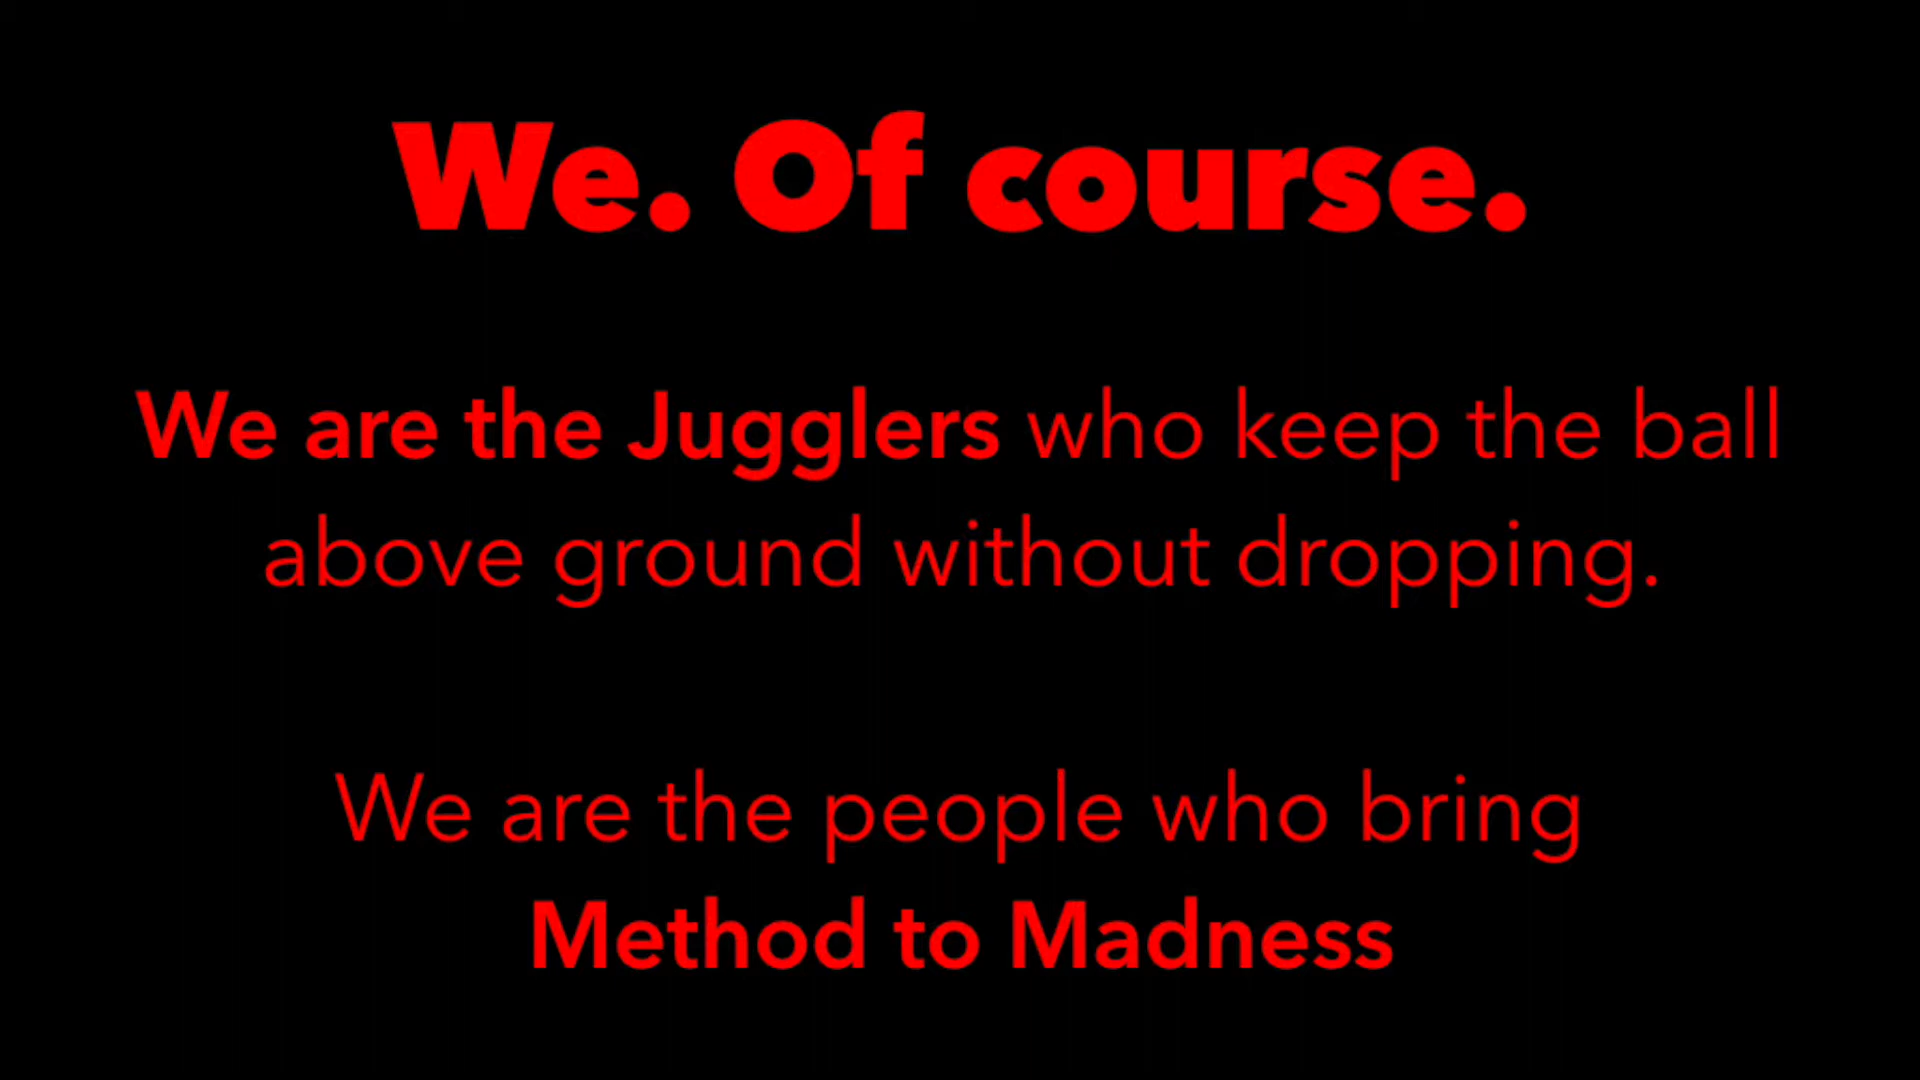 We. Of course.
We are the Jugglers who keep the ball
above ground without dropping.
We are the people who bring
Method to Madness